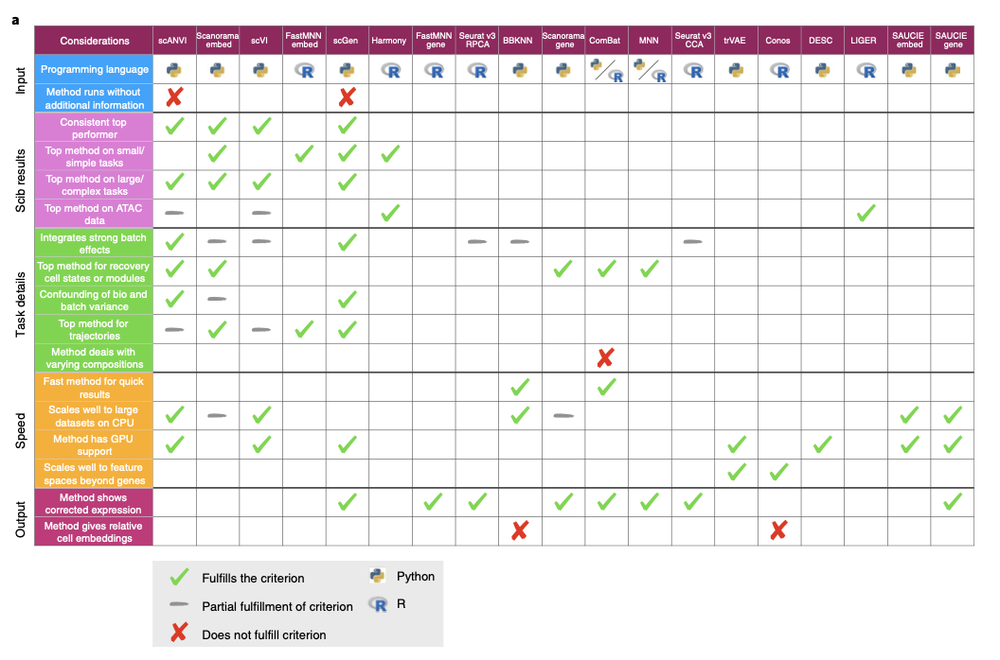 a
Considerations scANVI Scanorama embed scVI FastMNN embed scGen Harmony FastMNN gene Seurat v3 RPCA BBKNN Scanorama gene ComBat MNN Seurat v3 CCA trVAE Conos DESC LIGER SAUCIE embed SAUCIE gene
Input
Programming language
Method runs without
additional information
Scib results
Consistent top
performer
Top method on small/
simple tasks
Top method on large/
complex tasks
Top method on ATAC
data
Task details
Integrates strong batch
effects
Top method for recovery
cell states or modules
Confounding of bio and
batch variance
Top method for
trajectories
Method deals with
varying compositions
Speed
Fast method for quick
results
Scales well to large
datasets on CPU
Method has GPU
support
Scales well to feature
spaces beyond genes
Output
Method shows
corrected expression
Method gives relative
cell embeddings
Fulfills the criterion
Python
Partial fulfillment of criterion
R
Does not fulfill criterion